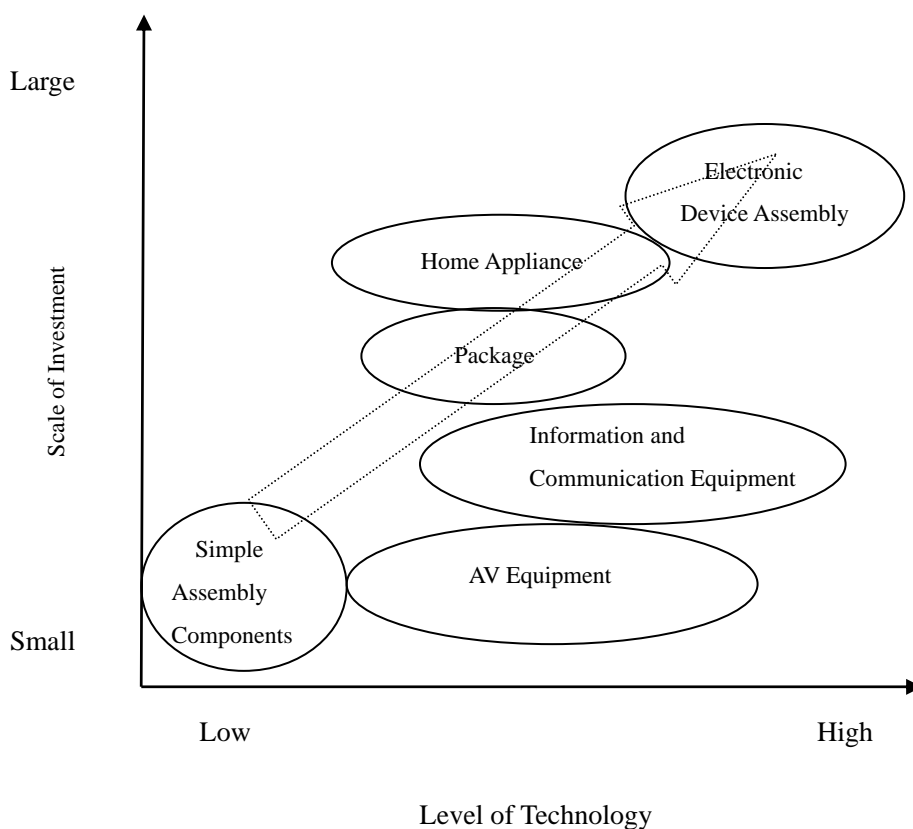 Large
Electronic
Device Assembly
Home Appliance
Scale of Investment
Package
Information and
Communication Equipment
Simple
Assembly
Components
AV Equipment
Small
Low
High
Level of Technology